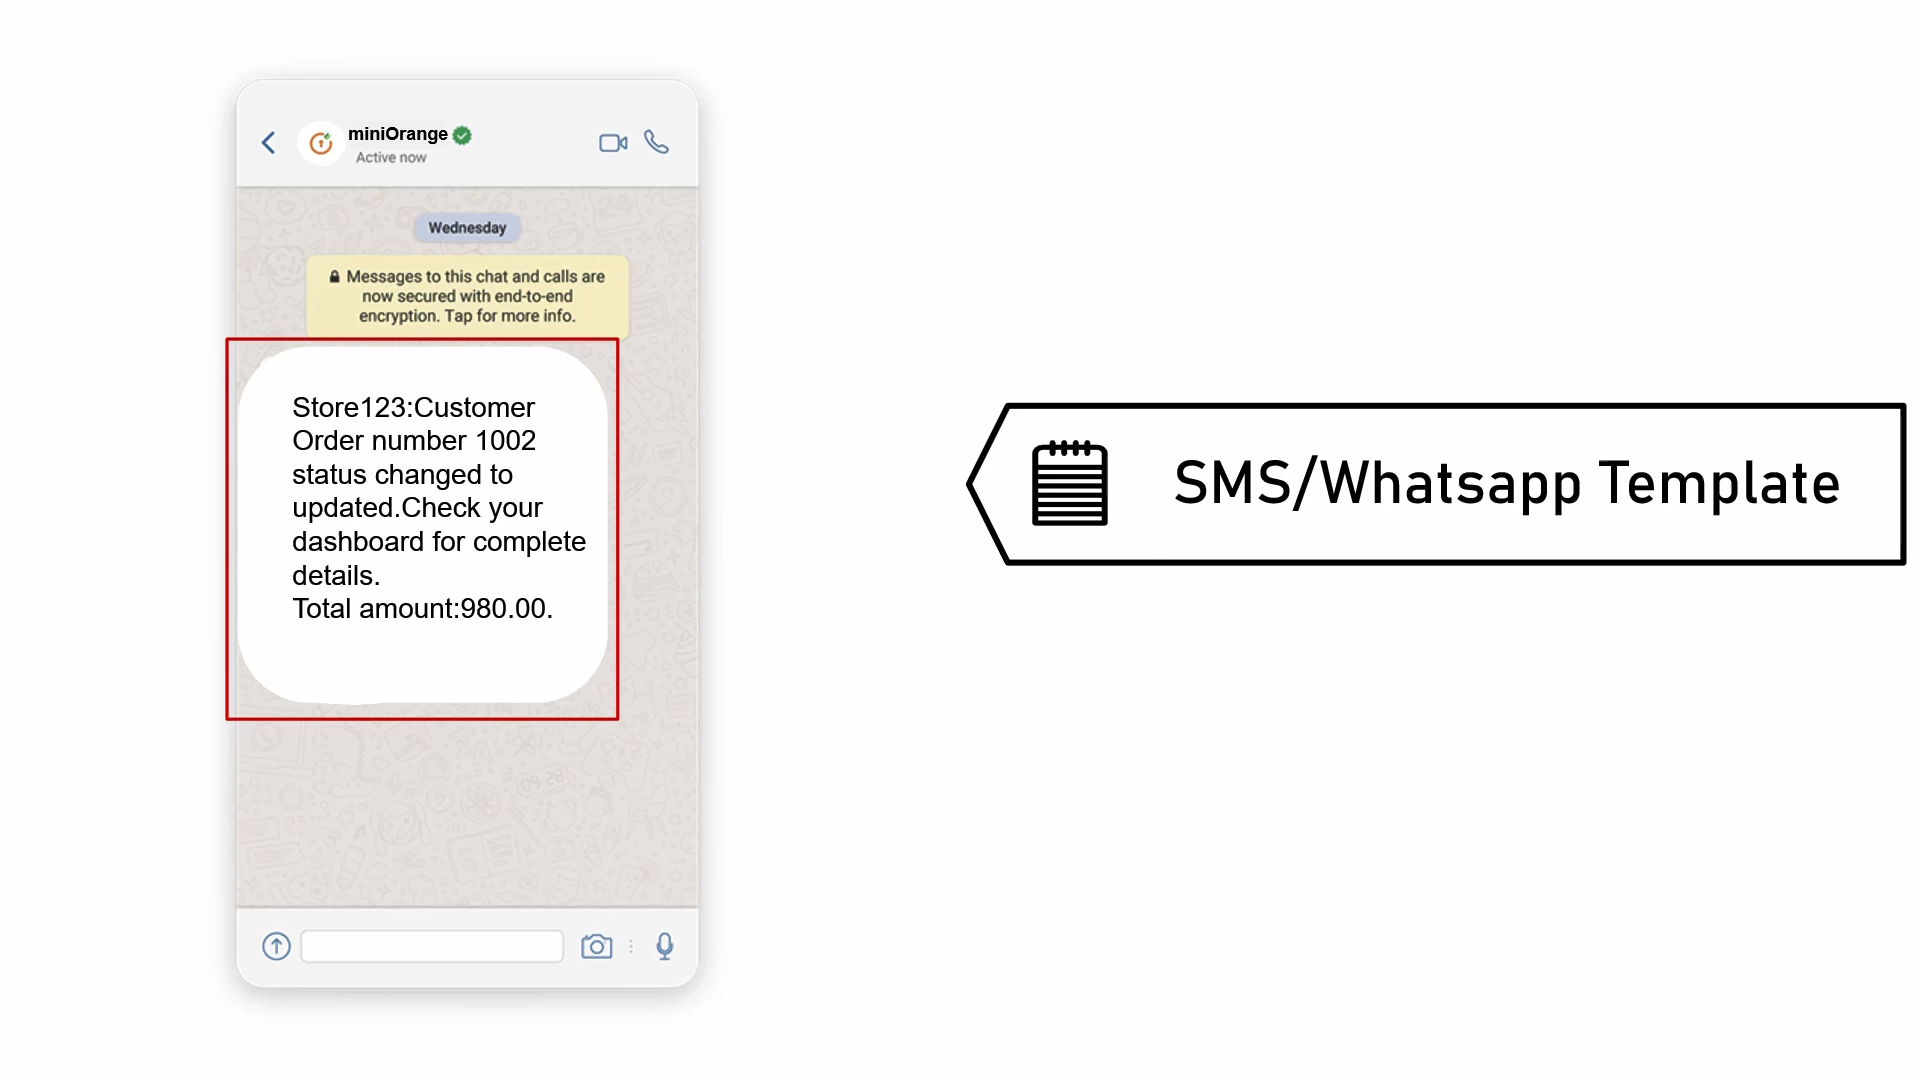 miniOrange
Active now
Wednesday
Messages to this chat and calls are
now secured with end-to-end
encryption. Tap for more info.
Store123:Customer
Order number 1002
status changed to
updated.Check your
dashboard for complete
details.
Total amount:980.00.
SMS/Whatsapp Template